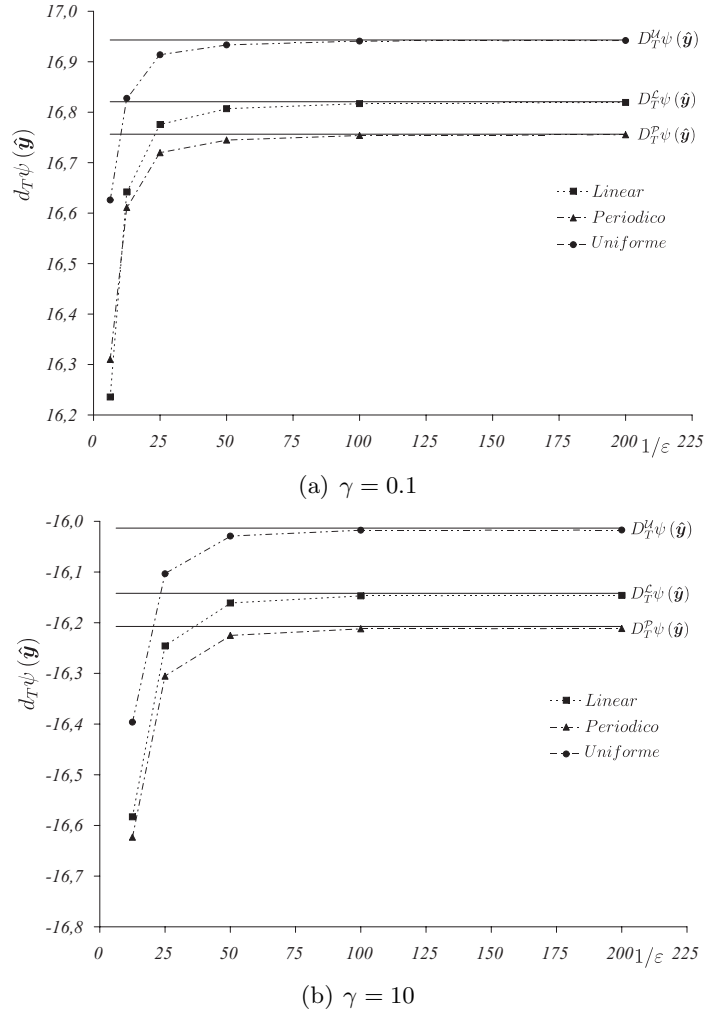 17,0
16,9
16,8
16,7
16,6
16,5
16,4
16,3
16,2
d_T ψ (ŷ)
D_T^𝒰 ψ (ŷ)
D_T^ℒ ψ (ŷ)
D_T^𝒫 ψ (ŷ)
Linear
Periodico
Uniforme
0 25 50 75 100 125 150 175 200 1/ε 225
(a) γ = 0.1
-16,0
-16,1
-16,2
-16,3
-16,4
-16,5
-16,6
-16,7
-16,8
d_T ψ (ŷ)
D_T^𝒰 ψ (ŷ)
D_T^ℒ ψ (ŷ)
D_T^𝒫 ψ (ŷ)
Linear
Periodico
Uniforme
0 25 50 75 100 125 150 175 200 1/ε 225
(b) γ = 10